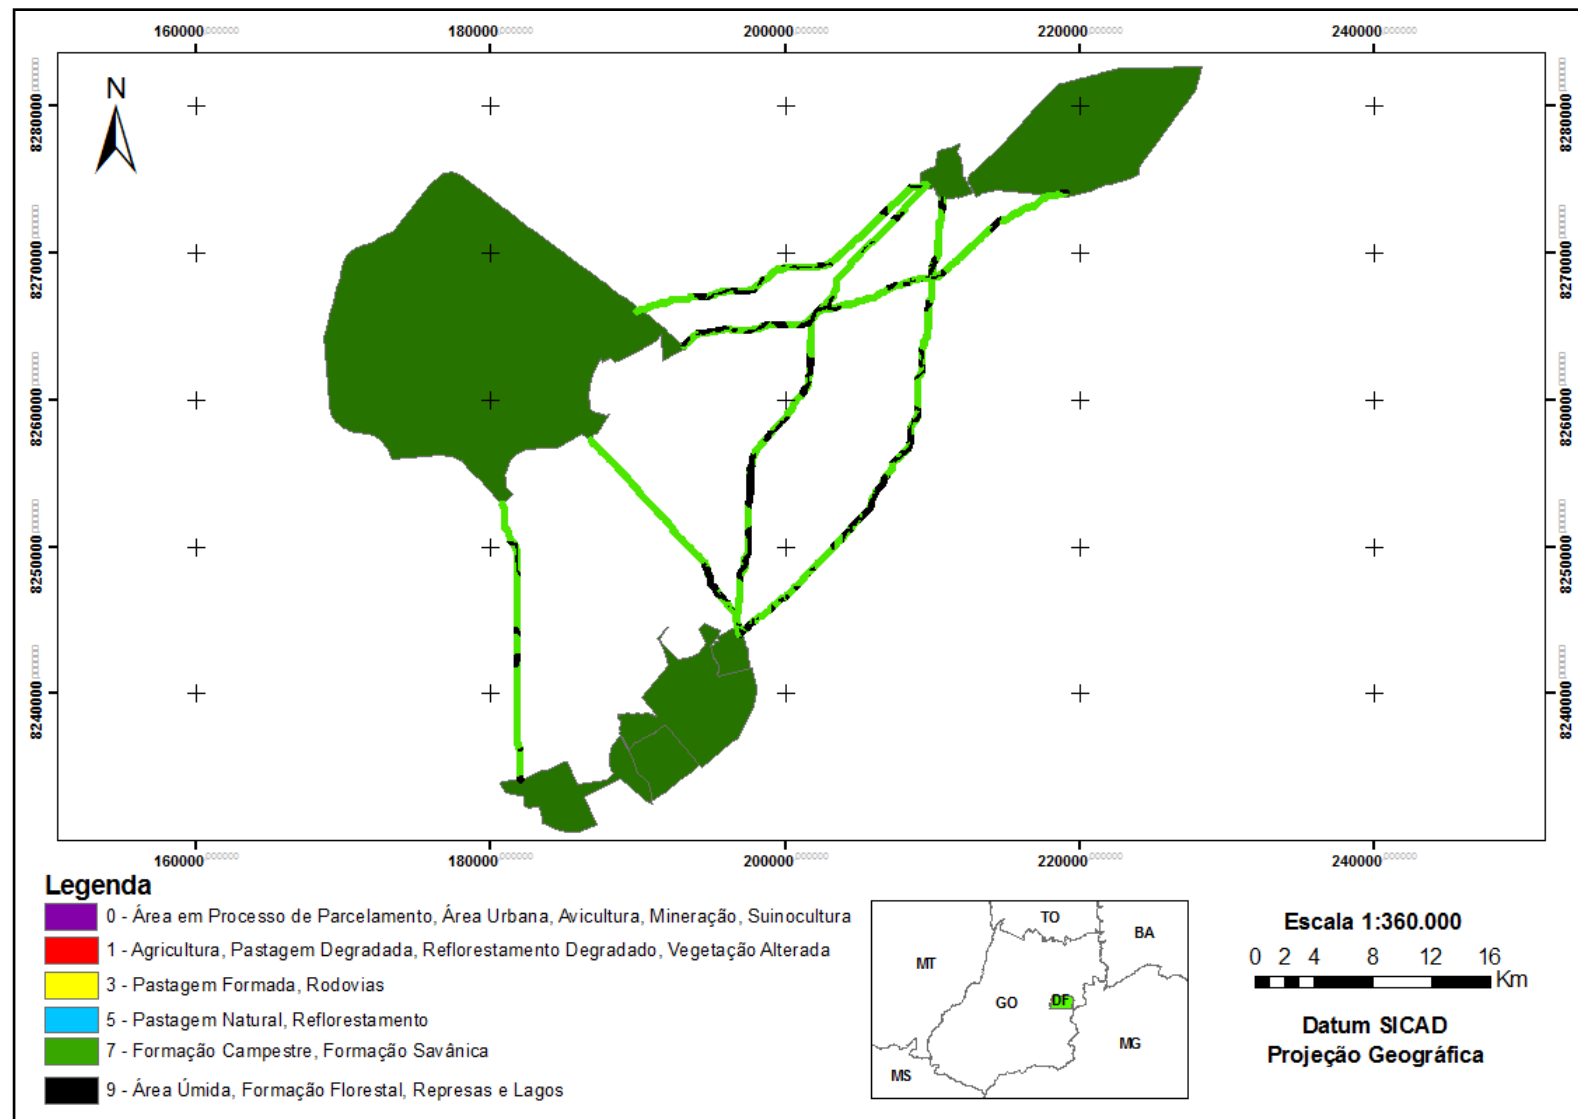 160000 180000 200000 220000 240000
N
8280000 8280000
8270000 8270000
8260000 8260000
8250000 8250000
8240000 8240000
160000 180000 200000 220000 240000
Legenda
0 - Área em Processo de Parcelamento, Área Urbana, Avicultura, Mineração, Suinocultura
1 - Agricultura, Pastagem Degradada, Reflorestamento Degradado, Vegetação Alterada
3 - Pastagem Formada, Rodovias
5 - Pastagem Natural, Reflorestamento
7 - Formação Campestre, Formação Savânica
9 - Área Úmida, Formação Florestal, Represas e Lagos
TO
BA
MT
GO
DF
MG
MS
Escala 1:360.000
0 2 4 8 12 16
Km
Datum SICAD
Projeção Geográfica